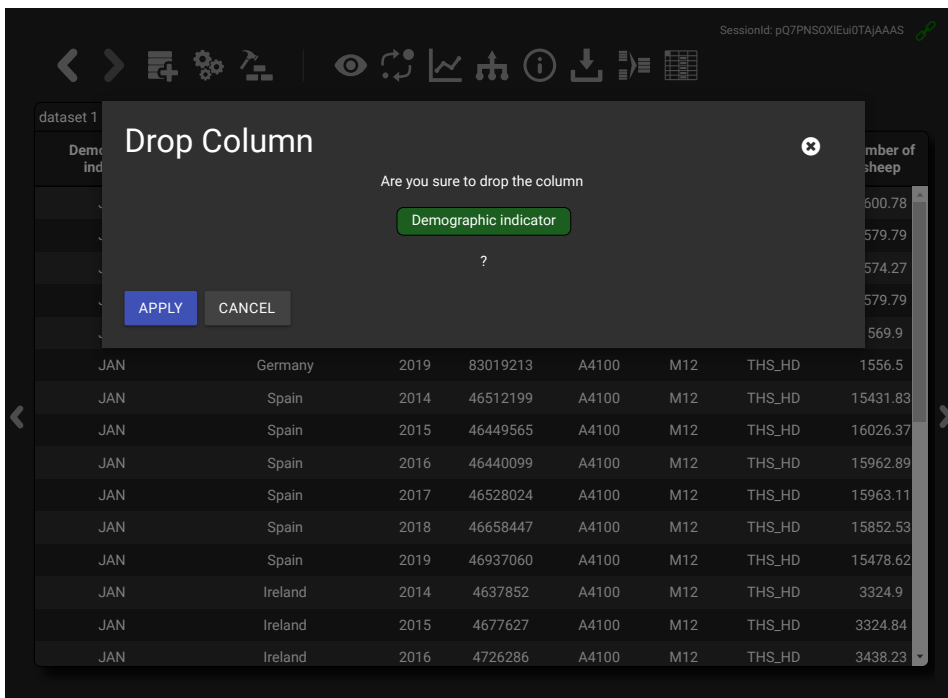 SessionId: pQ7PNSOXlEui0TAjAAAS
dataset 1
Drop Column
Are you sure to drop the column
Demographic indicator
?
APPLY CANCEL
sheep
600.78
579.79
574.27
579.79
569.9
JAN Germany 2019 83019213 A4100 M12 THS_HD 1556.5
JAN Spain 2014 46512199 A4100 M12 THS_HD 15431.83
JAN Spain 2015 46449565 A4100 M12 THS_HD 16026.37
JAN Spain 2016 46440099 A4100 M12 THS_HD 15962.89
JAN Spain 2017 46528024 A4100 M12 THS_HD 15963.11
JAN Spain 2018 46658447 A4100 M12 THS_HD 15852.53
JAN Spain 2019 46937060 A4100 M12 THS_HD 15478.62
JAN Ireland 2014 4637852 A4100 M12 THS_HD 3324.9
JAN Ireland 2015 4677627 A4100 M12 THS_HD 3324.84
JAN Ireland 2016 4726286 A4100 M12 THS_HD 3438.23